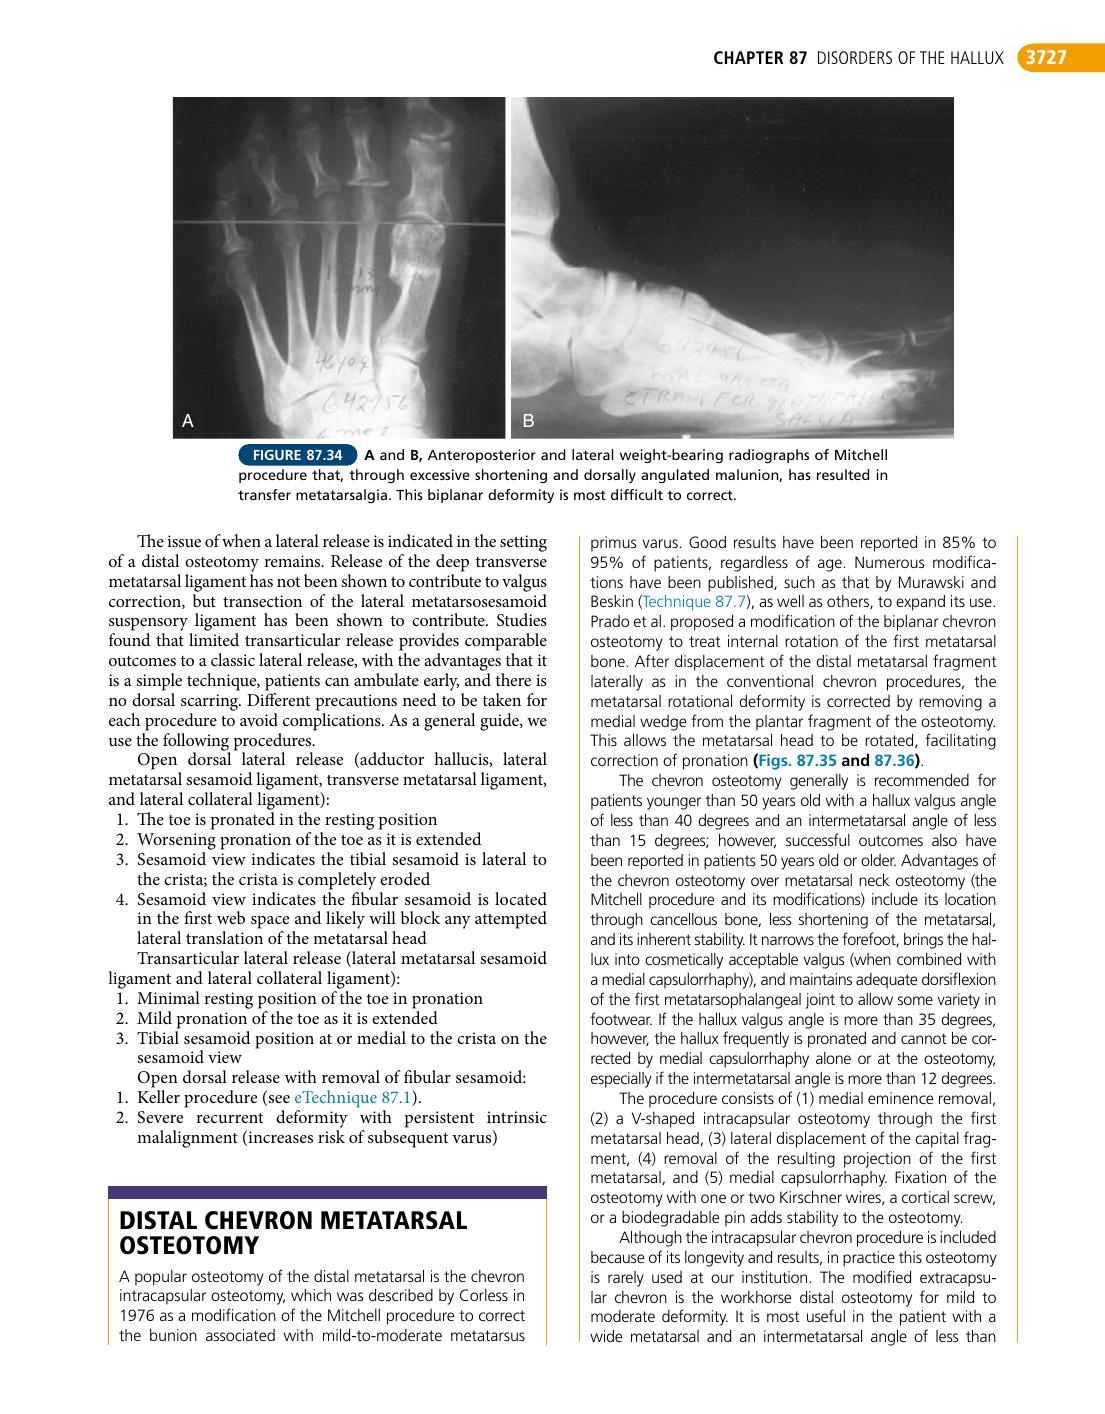 CHAPTER 87 DISORDERS OF THE HALLUX 3727
A
B
642956
FIGURE 87.34 A and B, Anteroposterior and lateral weight-bearing radiographs of Mitchell
procedure that, through excessive shortening and dorsally angulated malunion, has resulted in
transfer metatarsalgia. This biplanar deformity is most difficult to correct.
The issue of when a lateral release is indicated in the setting
of a distal osteotomy remains. Release of the deep transverse
metatarsal ligament has not been shown to contribute to valgus
correction, but transection of the lateral metatarsosesamoid
suspensory ligament has been shown to contribute. Studies
found that limited transarticular release provides comparable
outcomes to a classic lateral release, with the advantages that it
is a simple technique, patients can ambulate early, and there is
no dorsal scarring. Different precautions need to be taken for
each procedure to avoid complications. As a general guide, we
use the following procedures.
Open dorsal lateral release (adductor hallucis, lateral
metatarsal sesamoid ligament, transverse metatarsal ligament,
and lateral collateral ligament):
1. The toe is pronated in the resting position
2. Worsening pronation of the toe as it is extended
3. Sesamoid view indicates the tibial sesamoid is lateral to
the crista; the crista is completely eroded
4. Sesamoid view indicates the fibular sesamoid is located
in the first web space and likely will block any attempted
lateral translation of the metatarsal head
Transarticular lateral release (lateral metatarsal sesamoid
ligament and lateral collateral ligament):
1. Minimal resting position of the toe in pronation
2. Mild pronation of the toe as it is extended
3. Tibial sesamoid position at or medial to the crista on the
sesamoid view
Open dorsal release with removal of fibular sesamoid:
1. Keller procedure (see eTechnique 87.1).
2. Severe recurrent deformity with persistent intrinsic
malalignment (increases risk of subsequent varus)
DISTAL CHEVRON METATARSAL
OSTEOTOMY
A popular osteotomy of the distal metatarsal is the chevron
intracapsular osteotomy, which was described by Corless in
1976 as a modification of the Mitchell procedure to correct
the bunion associated with mild-to-moderate metatarsus
primus varus. Good results have been reported in 85% to
95% of patients, regardless of age. Numerous modifica-
tions have been published, such as that by Murawski and
Beskin (Technique 87.7), as well as others, to expand its use.
Prado et al. proposed a modification of the biplanar chevron
osteotomy to treat internal rotation of the first metatarsal
bone. After displacement of the distal metatarsal fragment
laterally as in the conventional chevron procedures, the
metatarsal rotational deformity is corrected by removing a
medial wedge from the plantar fragment of the osteotomy.
This allows the metatarsal head to be rotated, facilitating
correction of pronation (Figs. 87.35 and 87.36).
The chevron osteotomy generally is recommended for
patients younger than 50 years old with a hallux valgus angle
of less than 40 degrees and an intermetatarsal angle of less
than 15 degrees; however, successful outcomes also have
been reported in patients 50 years old or older. Advantages of
the chevron osteotomy over metatarsal neck osteotomy (the
Mitchell procedure and its modifications) include its location
through cancellous bone, less shortening of the metatarsal,
and its inherent stability. It narrows the forefoot, brings the hal-
lux into cosmetically acceptable valgus (when combined with
a medial capsulorrhaphy), and maintains adequate dorsiflexion
of the first metatarsophalangeal joint to allow some variety in
footwear. If the hallux valgus angle is more than 35 degrees,
however, the hallux frequently is pronated and cannot be cor-
rected by medial capsulorrhaphy alone or at the osteotomy,
especially if the intermetatarsal angle is more than 12 degrees.
The procedure consists of (1) medial eminence removal,
(2) a V-shaped intracapsular osteotomy through the first
metatarsal head, (3) lateral displacement of the capital frag-
ment, (4) removal of the resulting projection of the first
metatarsal, and (5) medial capsulorrhaphy. Fixation of the
osteotomy with one or two Kirschner wires, a cortical screw,
or a biodegradable pin adds stability to the osteotomy.
Although the intracapsular chevron procedure is included
because of its longevity and results, in practice this osteotomy
is rarely used at our institution. The modified extracapsu-
lar chevron is the workhorse distal osteotomy for mild to
moderate deformity. It is most useful in the patient with a
wide metatarsal and an intermetatarsal angle of less than